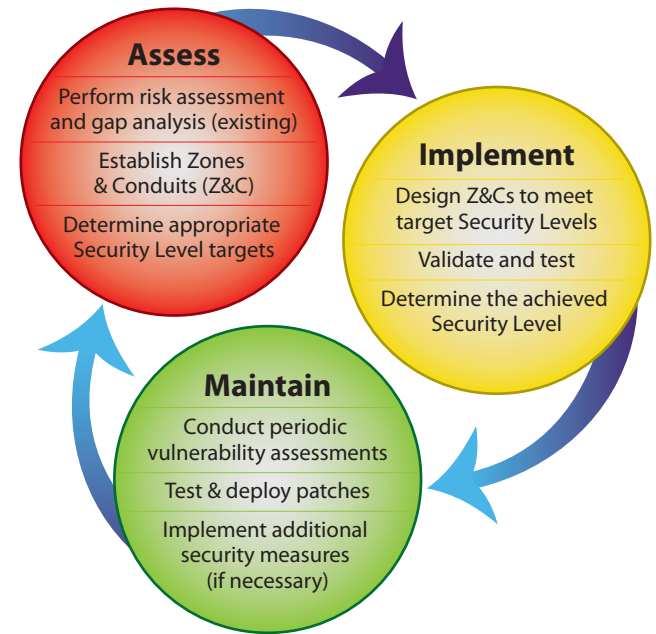 Assess
Perform risk assessment
and gap analysis (existing)
Establish Zones
& Conduits (Z&C)
Determine appropriate
Security Level targets
Implement
Design Z&Cs to meet
target Security Levels
Validate and test
Determine the achieved
Security Level
Maintain
Conduct periodic
vulnerability assessments
Test & deploy patches
Implement additional
security measures
(if necessary)